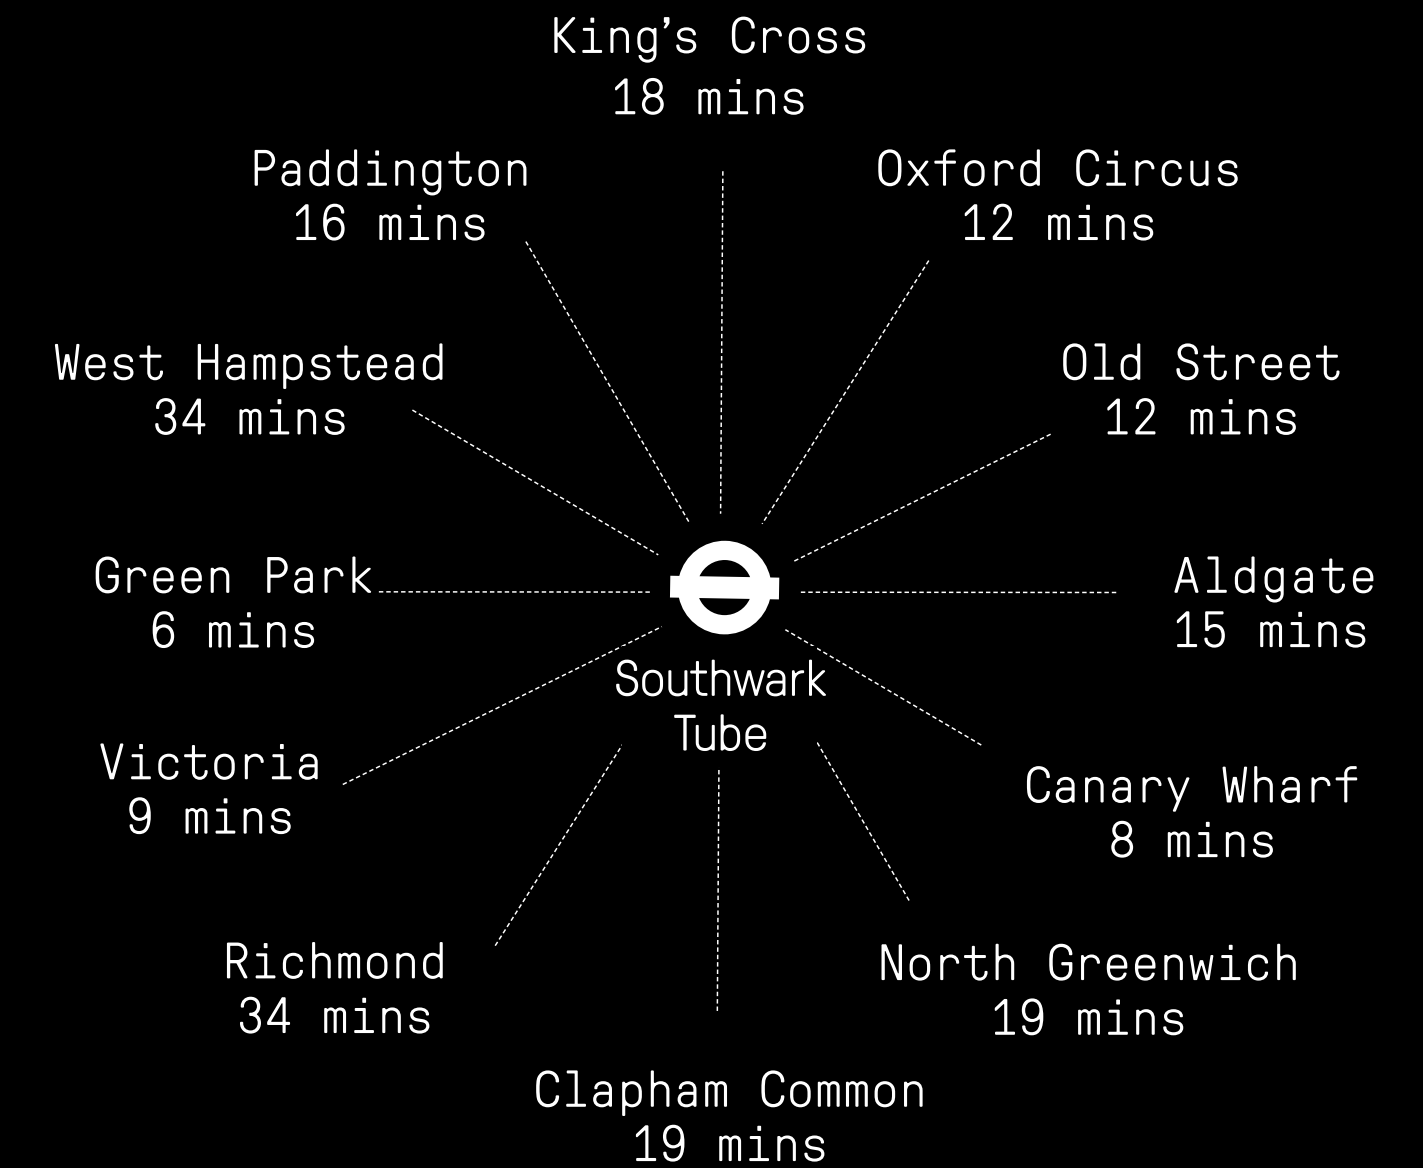 King’s Cross
18 mins
Paddington
16 mins
Oxford Circus
12 mins
West Hampstead
34 mins
Old Street
12 mins
Green Park
6 mins
Aldgate
15 mins
Southwark
Tube
Victoria
9 mins
Canary Wharf
8 mins
Richmond
34 mins
North Greenwich
19 mins
Clapham Common
19 mins